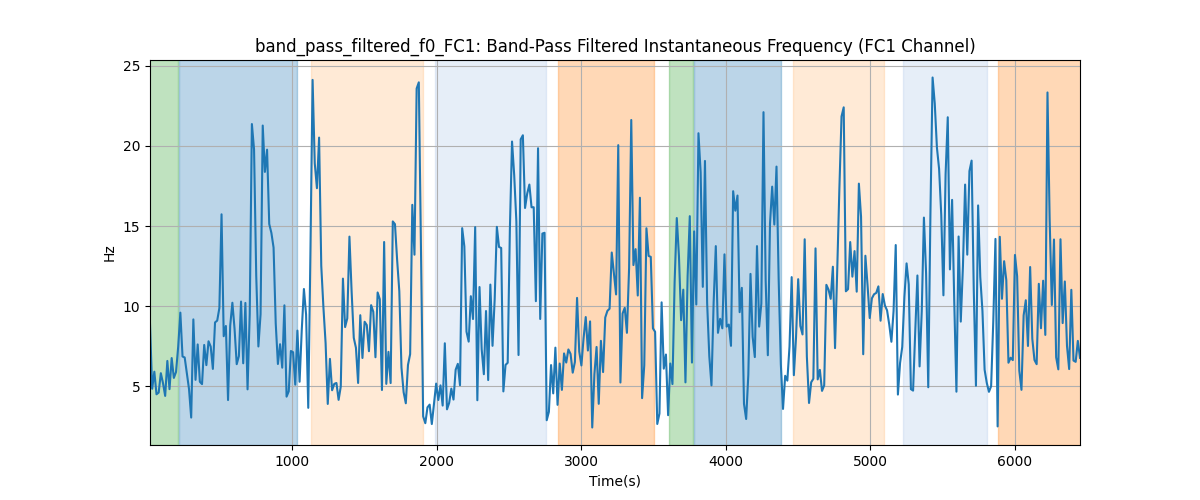 band_pass_filtered_f0_FC1: Band-Pass Filtered Instantaneous Frequency (FC1 Channel)
25
20
15
10
5
Hz
1000 2000 3000 4000 5000 6000
Time(s)